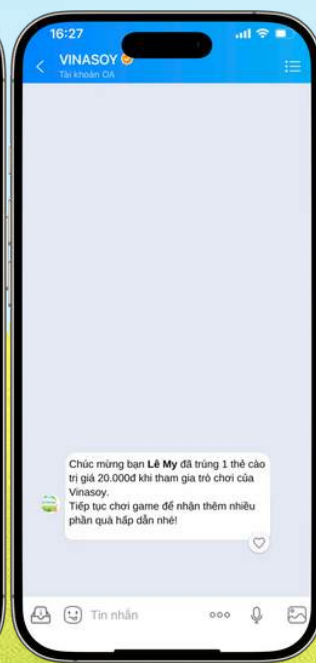 16:27
VINASOY
Tài khoản OA
Chúc mừng bạn Lê My đã trúng 1 thẻ cào
trị giá 20.000đ khi tham gia trò chơi của
Vinasoy.
Tiếp tục chơi game để nhận thêm nhiều
phần quà hấp dẫn nhé!
Tin nhắn